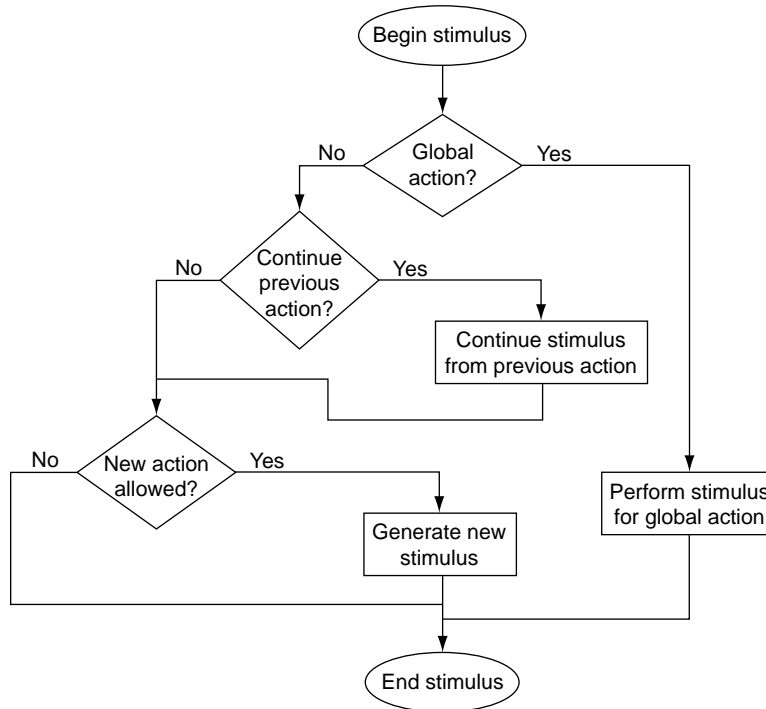 Begin stimulus
Global
action?
No
Yes
Continue
previous
action?
No
Yes
Continue stimulus
from previous action
New action
allowed?
No
Yes
Generate new
stimulus
Perform stimulus
for global action
End stimulus